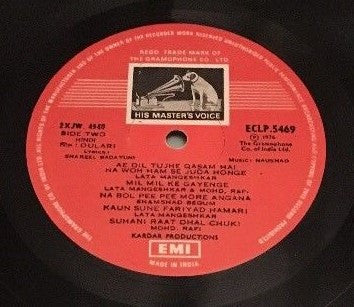 REGD. TRADE MARK OF
THE GRAMOPHONE CO. LTD.
HIS MASTER'S VOICE
2XJW. 4940
SIDE TWO
HINDI
Film : DULARI
LYRICS:
SHAKEEL BADAYUNI
ECLP.5469
℗ 1976
The Gramophone
Co. of India Ltd.
MUSIC: NAUSHAD
AE DIL TUJHE QASAM HAI
NA WOH HAM SE JUDA HONGE
LATA MANGESHKAR
MIL MIL KE GAYENGE
LATA MANGESHKAR & MOHD. RAFI
NA BOL PEE PEE MORE ANGANA
SHAMSHAD BEGUM
KAUN SUNE FARIYAD HAMARI
LATA MANGESHKAR
SUHANI RAAT DHAL CHUKI
MOHD. RAFI
KARDAR PRODUCTIONS
EMI
MADE IN INDIA